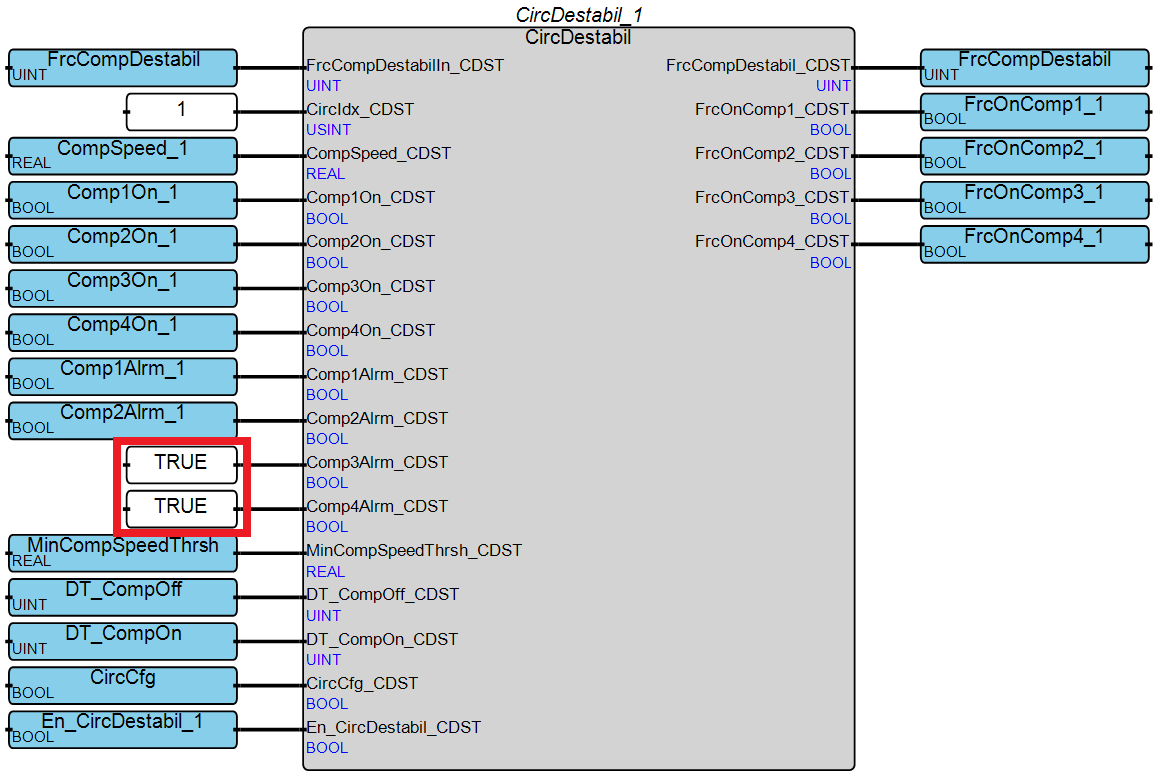 CircDestabil_1
CircDestabil
FrcCompDestabil
UINT
FrcCompDestabilIn_CDST
UINT
FrcCompDestabil_CDST
UINT
FrcCompDestabil
UINT
1
CircIdx_CDST
USINT
FrcOnComp1_CDST
BOOL
FrcOnComp1_1
BOOL
CompSpeed_1
REAL
CompSpeed_CDST
REAL
FrcOnComp2_CDST
BOOL
FrcOnComp2_1
BOOL
Comp1On_1
BOOL
Comp1On_CDST
BOOL
FrcOnComp3_CDST
BOOL
FrcOnComp3_1
BOOL
Comp2On_1
BOOL
Comp2On_CDST
BOOL
FrcOnComp4_CDST
BOOL
FrcOnComp4_1
BOOL
Comp3On_1
BOOL
Comp3On_CDST
BOOL
Comp4On_1
BOOL
Comp4On_CDST
BOOL
Comp1Alrm_1
BOOL
Comp1Alrm_CDST
BOOL
Comp2Alrm_1
BOOL
Comp2Alrm_CDST
BOOL
TRUE
Comp3Alrm_CDST
BOOL
TRUE
Comp4Alrm_CDST
BOOL
MinCompSpeedThrsh
REAL
MinCompSpeedThrsh_CDST
REAL
DT_CompOff
UINT
DT_CompOff_CDST
UINT
DT_CompOn
UINT
DT_CompOn_CDST
UINT
CircCfg
BOOL
CircCfg_CDST
BOOL
En_CircDestabil_1
BOOL
En_CircDestabil_CDST
BOOL